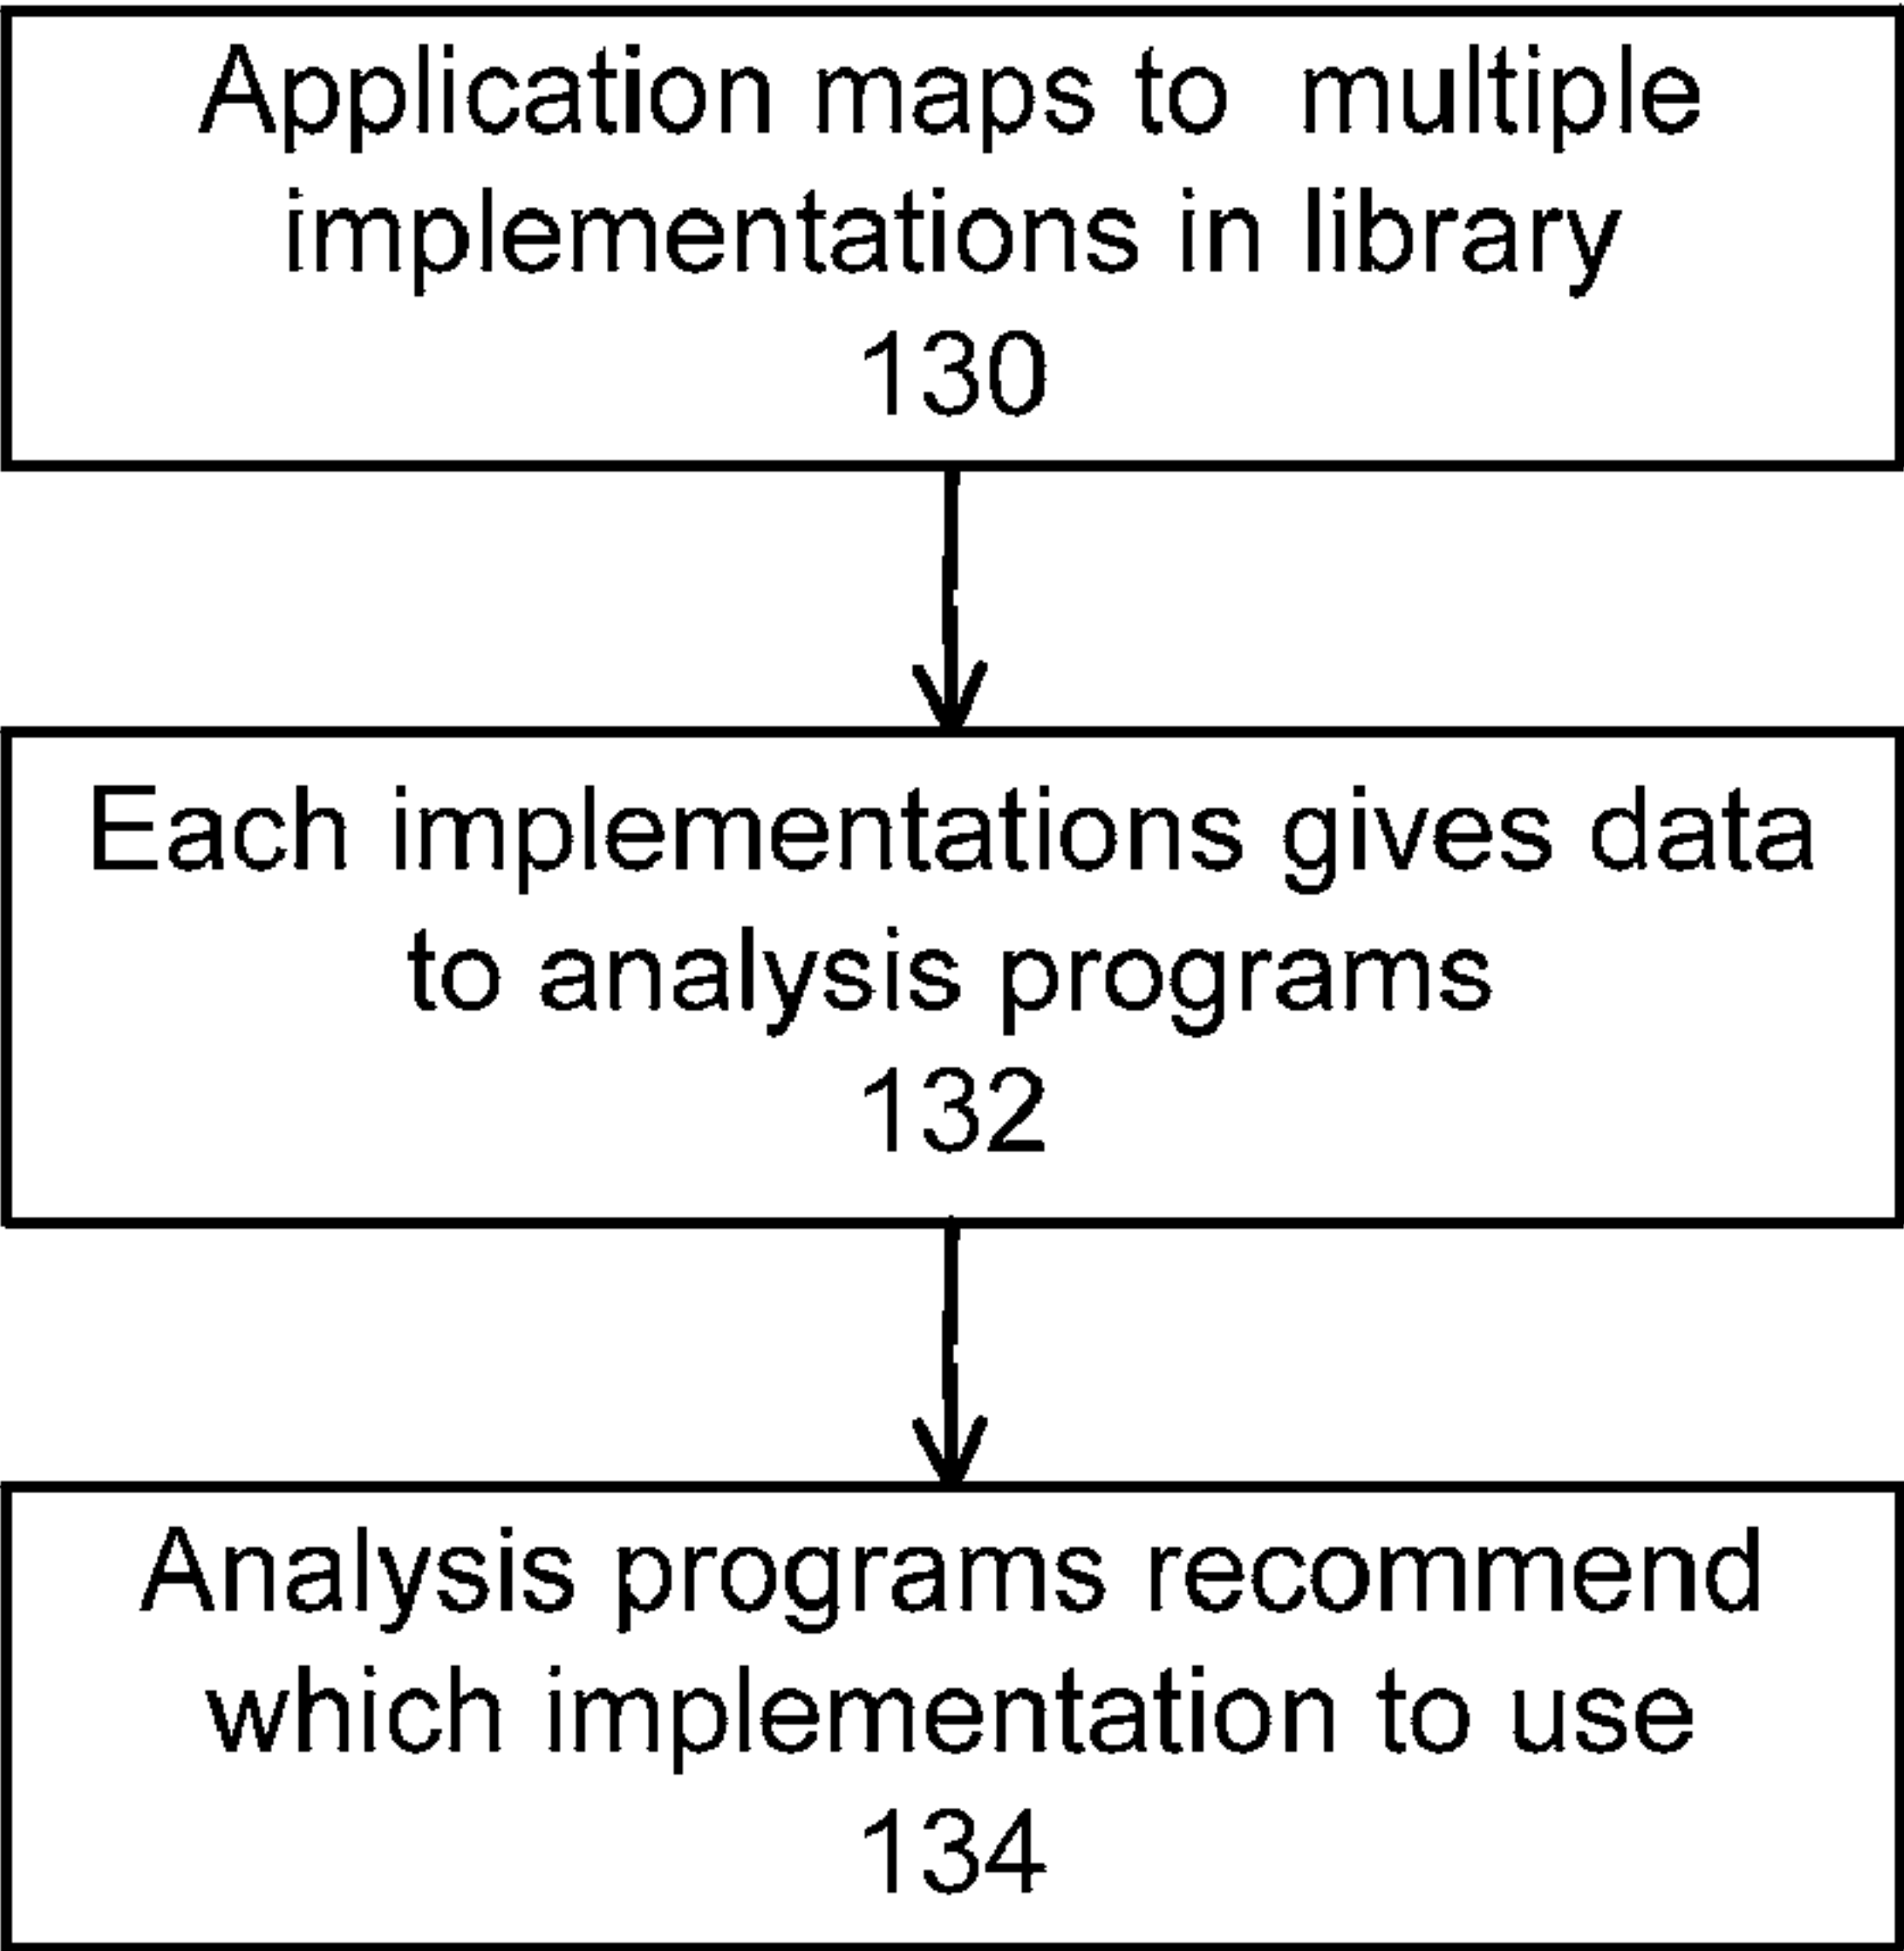 Application maps to multiple
implementations in library
130
Each implementations gives data
to analysis programs
132
Analysis programs recommend
which implementation to use
134